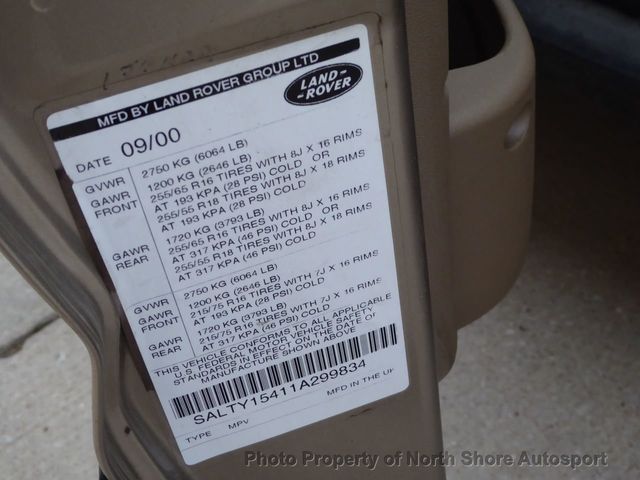 MFD BY LAND ROVER GROUP LTD
LAND-
-ROVER
DATE 09/00
GVWR 2750 KG (6064 LB)
GAWR 1200 KG (2646 LB)
FRONT 255/65 R16 TIRES WITH 8J X 16 RIMS
AT 193 KPA (28 PSI) COLD OR
255/55 R18 TIRES WITH 8J X 18 RIMS
AT 193 KPA (28 PSI) COLD
GAWR 1720 KG (3793 LB)
REAR 255/65 R16 TIRES WITH 8J X 16 RIMS
AT 317 KPA (46 PSI) COLD OR
255/55 R18 TIRES WITH 8J X 18 RIMS
AT 317 KPA (46 PSI) COLD
GVWR 2750 KG (6064 LB)
GAWR 1200 KG (2646 LB)
FRONT 215/75 R16 TIRES WITH 7J X 16 RIMS
AT 193 KPA (28 PSI) COLD
GAWR 1720 KG (3793 LB)
REAR 215/75 R16 TIRES WITH 7J X 16 RIMS
AT 317 KPA (46 PSI) COLD
THIS VEHICLE CONFORMS TO ALL APPLICABLE
U.S. FEDERAL MOTOR VEHICLE SAFETY
STANDARDS IN EFFECT ON THE DATE OF
MANUFACTURE SHOWN ABOVE
SALTY15411A299834
TYPE MPV MFD IN THE UK
Photo Property of North Shore Autosport